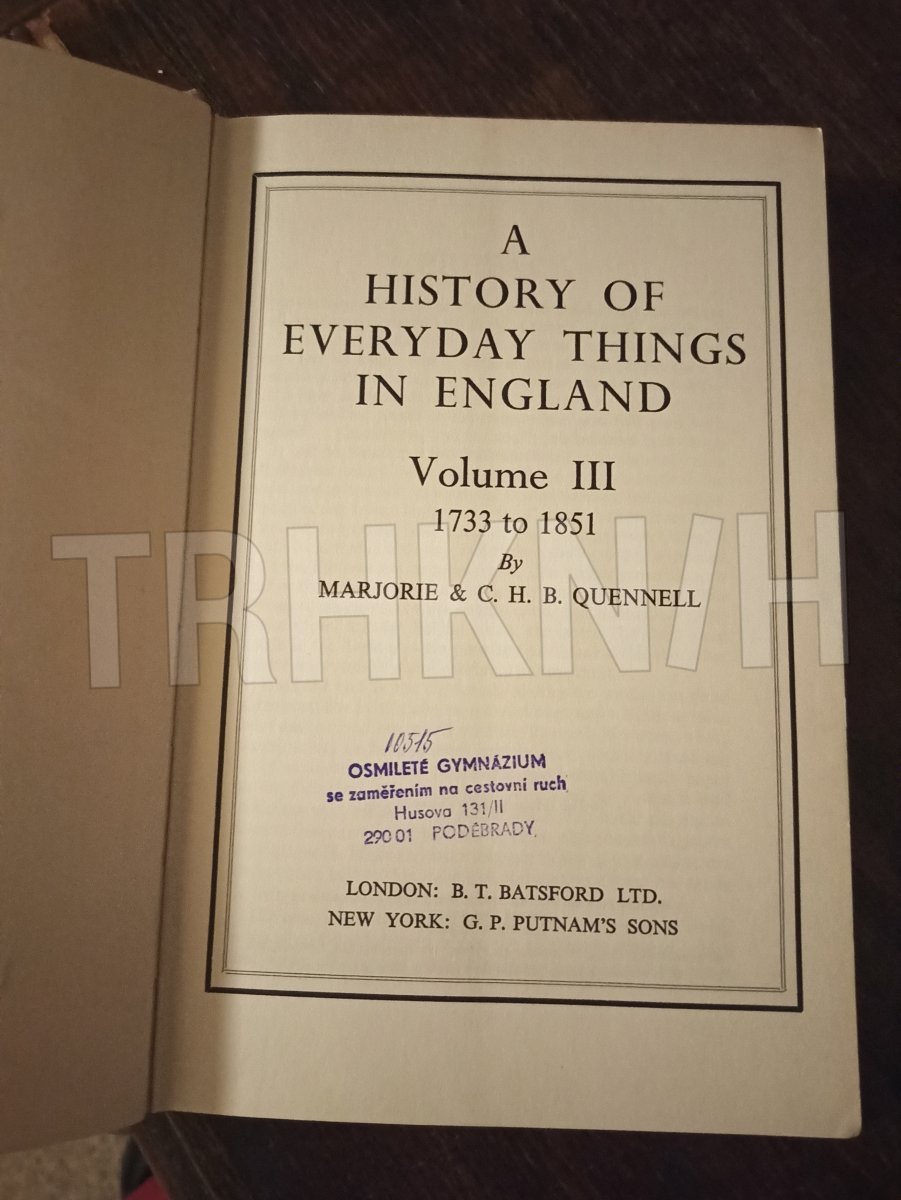 A
HISTORY OF
EVERYDAY THINGS
IN ENGLAND
Volume III
1733 to 1851
By
MARJORIE & C. H. B. QUENNELL
TRHKN/H
10515
OSMILETÉ GYMNÁZIUM
se zaměřením na cestovní ruch
Husova 131/II
290 01 PODĚBRADY
LONDON: B. T. BATSFORD LTD.
NEW YORK: G. P. PUTNAM'S SONS